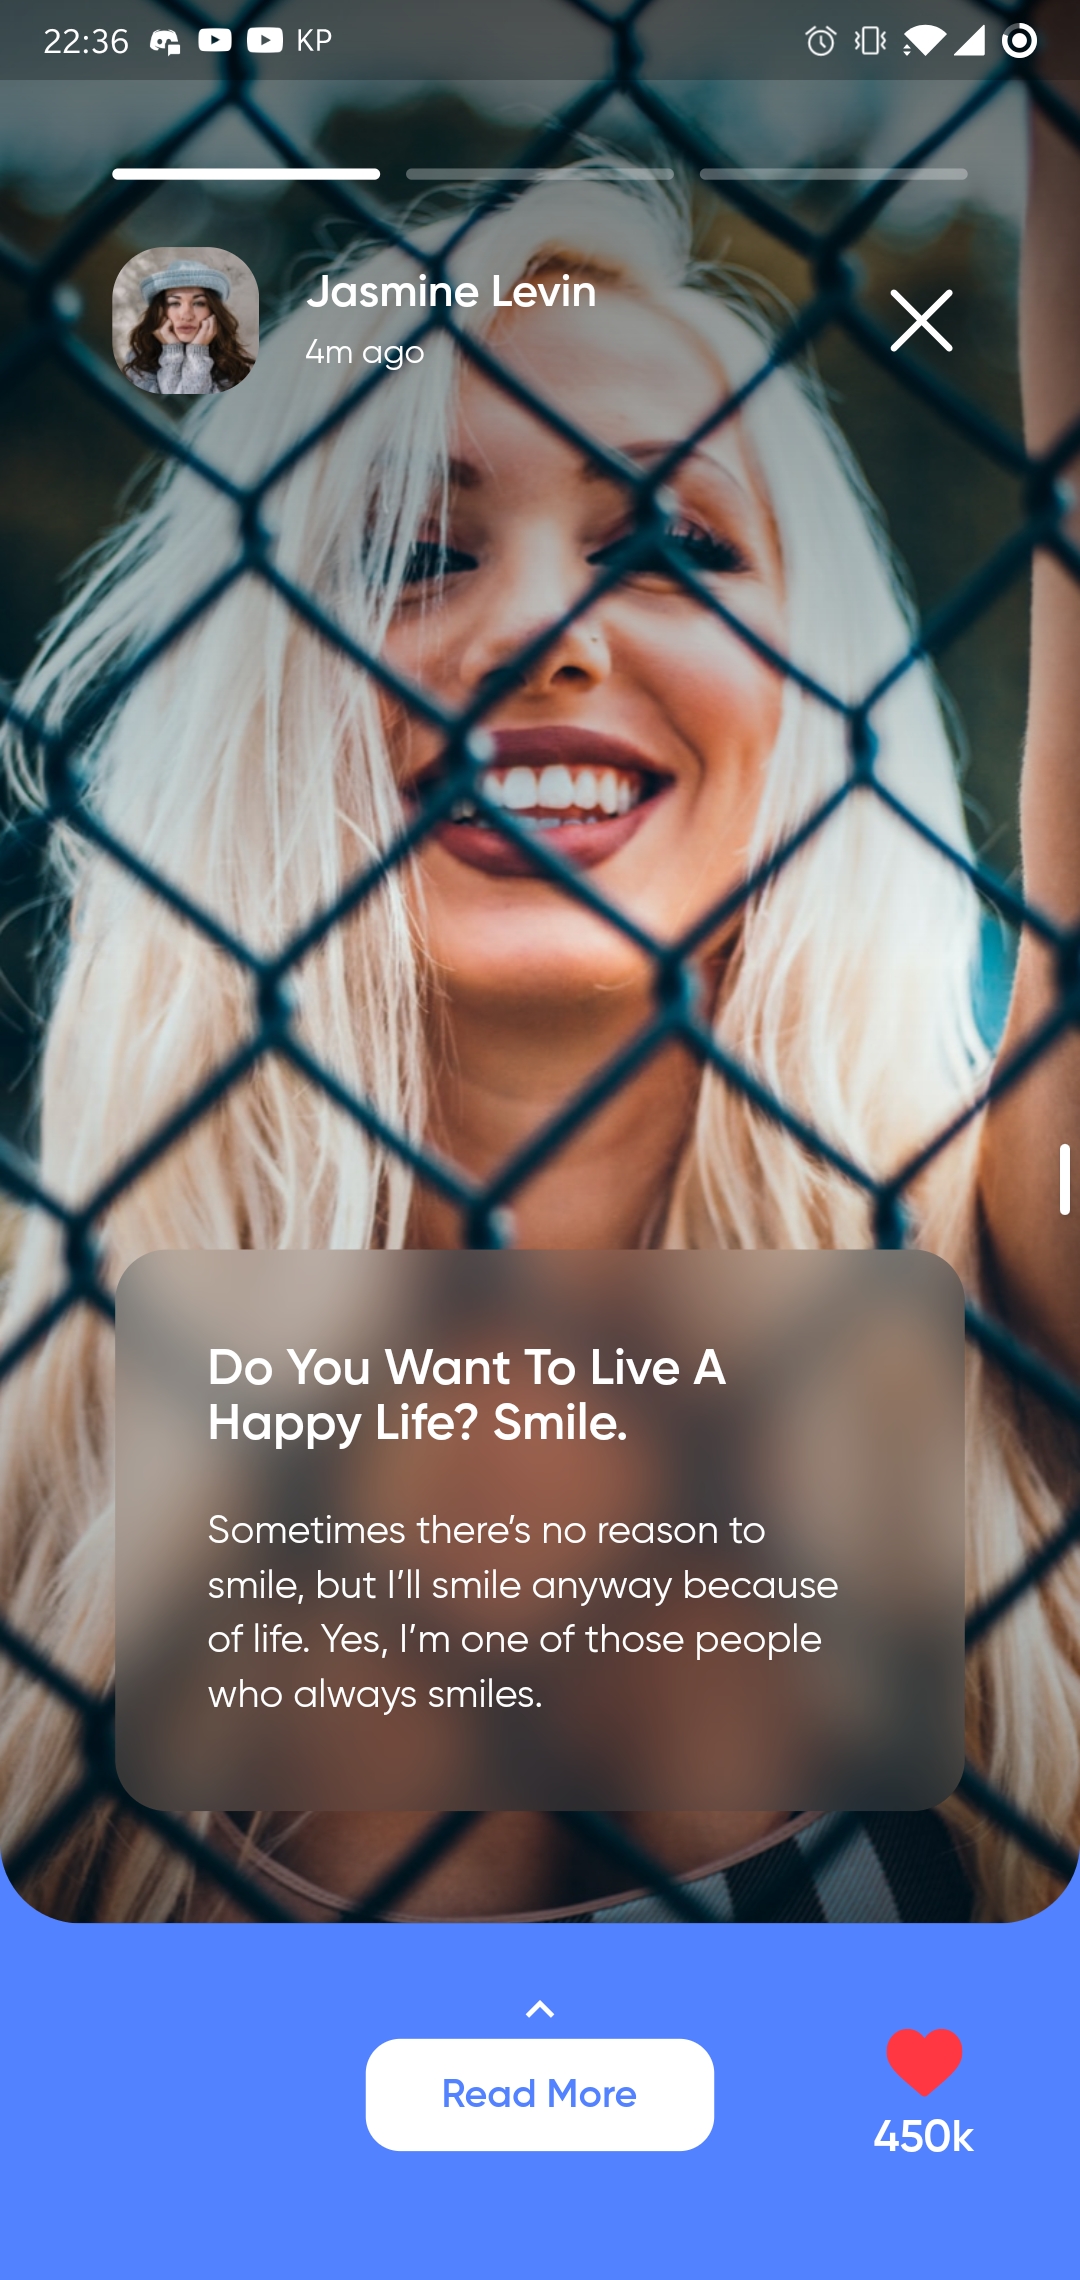 22:36 KP
Jasmine Levin
4m ago
Do You Want To Live A
Happy Life? Smile.
Sometimes there’s no reason to
smile, but I’ll smile anyway because
of life. Yes, I’m one of those people
who always smiles.
Read More
450k